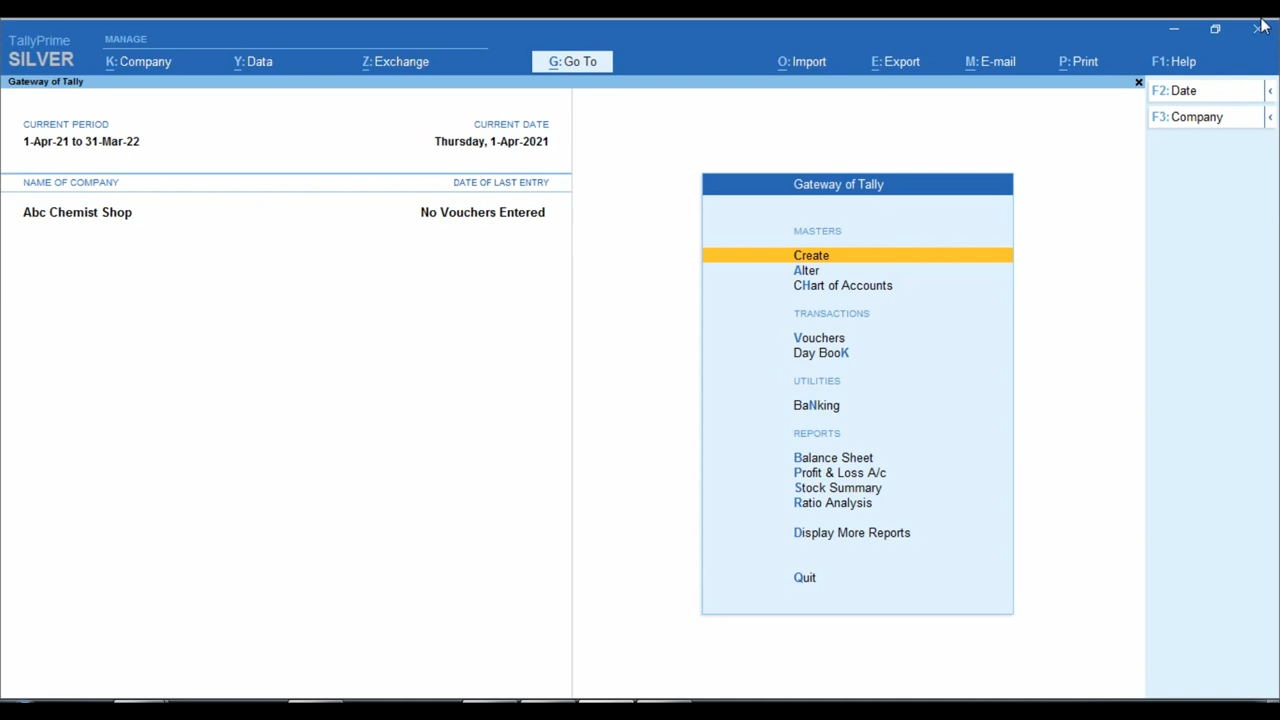 TallyPrime
SILVER
MANAGE
K: Company
Y: Data
Z: Exchange
G: Go To
O: Import
E: Export
M: E-mail
P: Print
F1: Help
Gateway of Tally
F2: Date
F3: Company
CURRENT PERIOD
CURRENT DATE
1-Apr-21 to 31-Mar-22
Thursday, 1-Apr-2021
NAME OF COMPANY
DATE OF LAST ENTRY
Abc Chemist Shop
No Vouchers Entered
Gateway of Tally
MASTERS
Create
Alter
CHart of Accounts
TRANSACTIONS
Vouchers
Day BooK
UTILITIES
BaNking
REPORTS
Balance Sheet
Profit & Loss A/c
Stock Summary
Ratio Analysis
Display More Reports
Quit